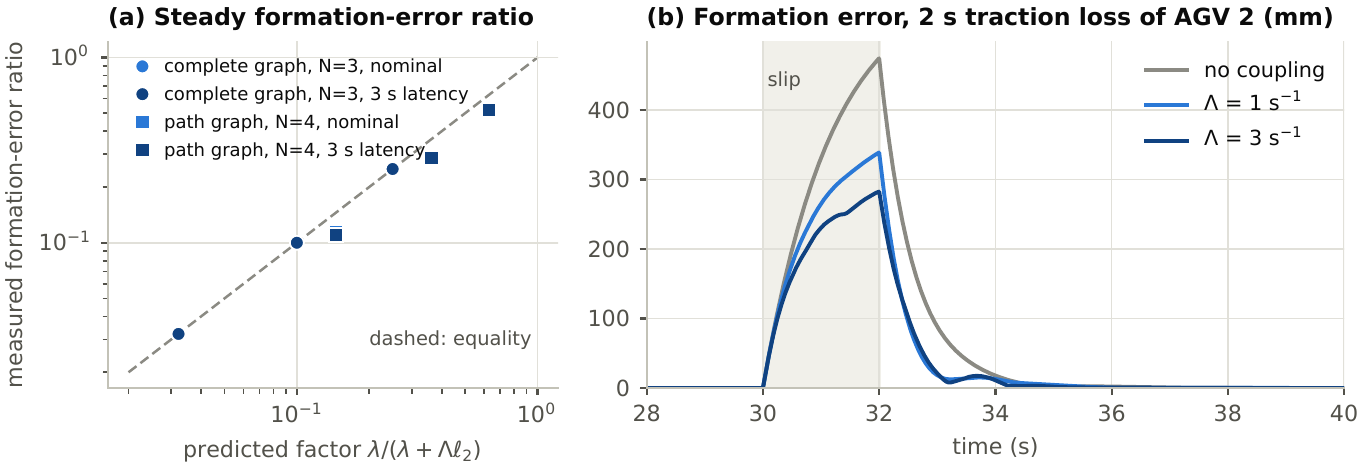 (a) Steady formation-error ratio
measured formation-error ratio
10⁰
10⁻¹
complete graph, N=3, nominal
complete graph, N=3, 3 s latency
path graph, N=4, nominal
path graph, N=4, 3 s latency
dashed: equality
10⁻¹ 10⁰
predicted factor λ/(λ + Λℓ₂)
(b) Formation error, 2 s traction loss of AGV 2 (mm)
slip
no coupling
Λ = 1 s⁻¹
Λ = 3 s⁻¹
400
300
200
100
0
28 30 32 34 36 38 40
time (s)